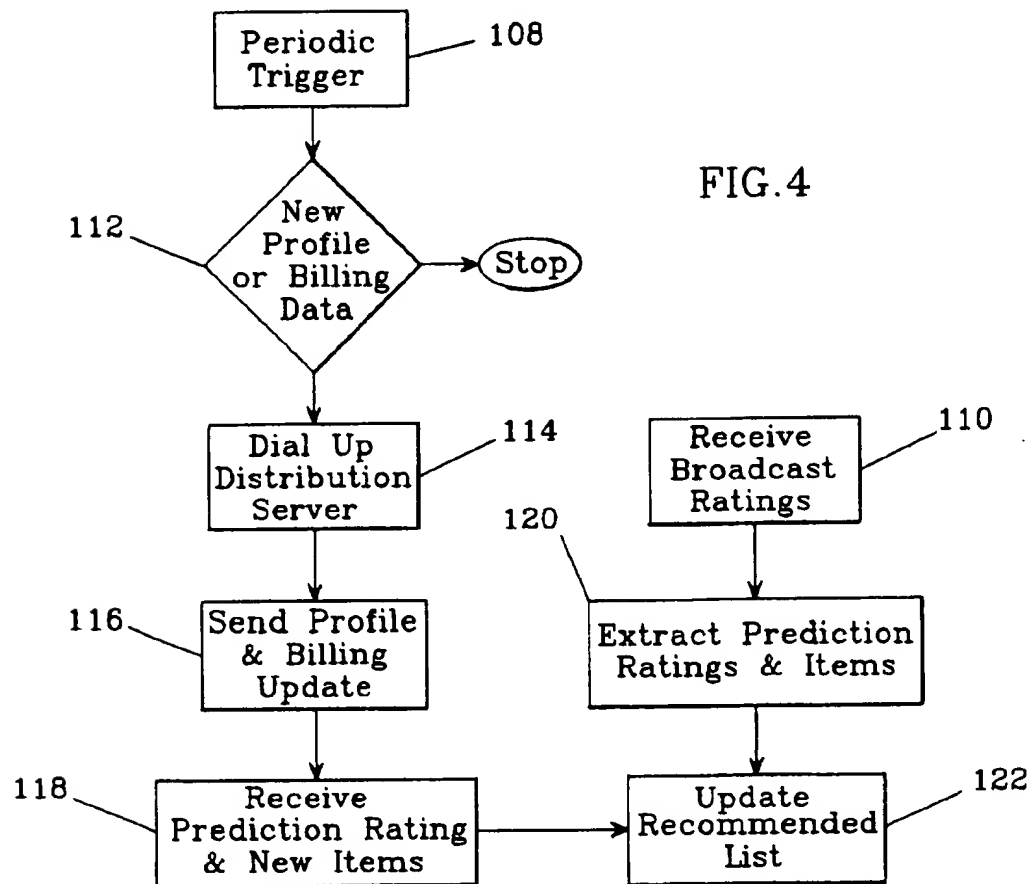 Periodic
Trigger
108
FIG.4
112
New
Profile
or Billing
Data
Stop
Dial Up
Distribution
Server
114
Receive
Broadcast
Ratings
110
116
Send Profile
& Billing
Update
120
Extract Prediction
Ratings & Items
118
Receive
Prediction Rating
& New Items
Update
Recommended
List
122